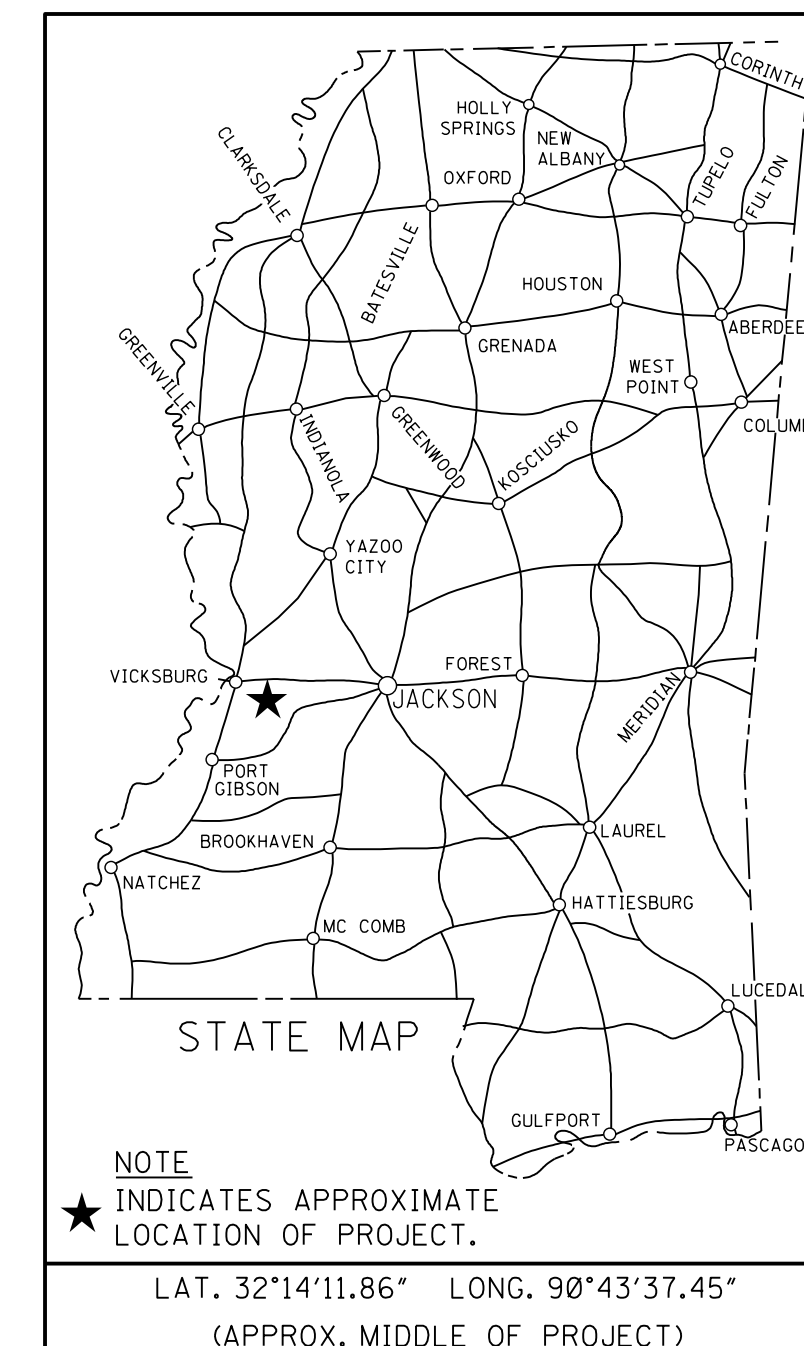 CORINTH
HOLLY
SPRINGS
NEW
ALBANY
CLARKSDALE
OXFORD
TUPELO
FULTON
BATESVILLE
HOUSTON
ABERDEE
GRENADA
GREENVILLE
WEST
POINT
COLUM
INDIANOLA
GREENWOOD
KOSCIUSKO
YAZOO
CITY
VICKSBURG
FOREST
JACKSON
MERIDIAN
PORT
GIBSON
BROOKHAVEN
LAUREL
NATCHEZ
HATTIESBURG
MC COMB
LUCEDAL
STATE MAP
GULFPORT
PASCAGO
NOTE
★ INDICATES APPROXIMATE
LOCATION OF PROJECT.
LAT. 32°14'11.86" LONG. 90°43'37.45"
(APPROX. MIDDLE OF PROJECT)